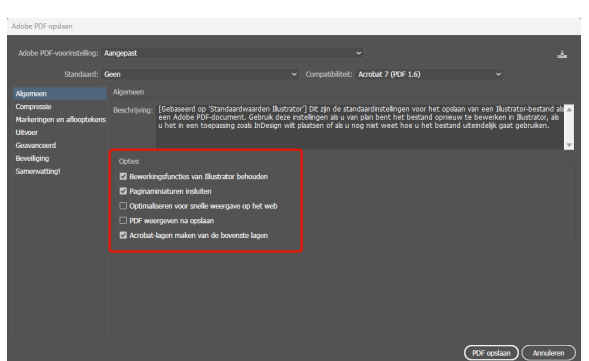 Adobe PDF opslaan
Adobe PDF-voorinstelling: Aangepast
Standaard: Geen Compatibiliteit: Acrobat 7 (PDF 1.6)
Algemeen
Compressie
Markeringen en aflooptekens
Uitvoer
Geavanceerd
Beveiliging
Samenvatting!
Algemeen
Beschrijving: [Gebaseerd op 'Standaardwaarden Illustrator'] Dit zijn de standaardinstellingen voor het opslaan van een Illustrator-bestand als
een Adobe PDF-document. Gebruik deze instellingen als u van plan bent het bestand opnieuw te bewerken in Illustrator, als
u het in een toepassing zoals InDesign wilt plaatsen of als u nog niet weet hoe u het bestand uiteindelijk gaat gebruiken.
Opties
Bewerkingsfuncties van Illustrator behouden
Paginaminiaturen insluiten
Optimaliseren voor snelle weergave op het web
PDF weergeven na opslaan
Acrobat-lagen maken van de bovenste lagen
PDF opslaan Annuleren